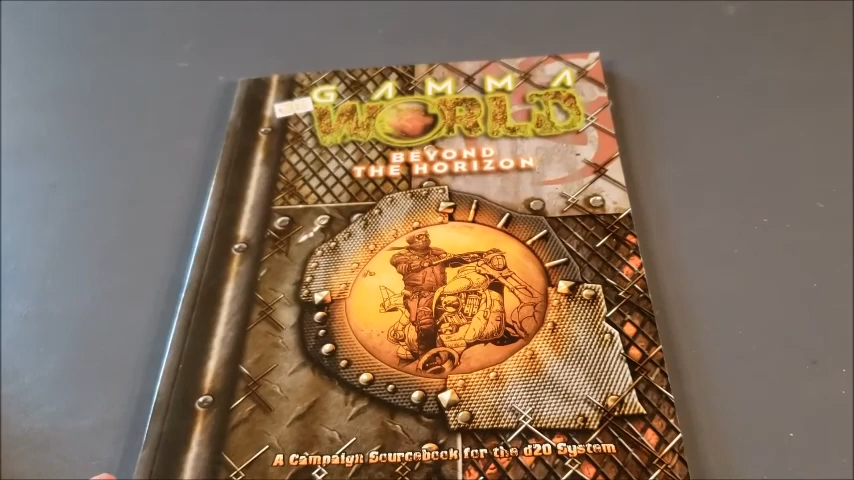 GAMMA
WORLD
BEYOND
THE HORIZON
A Campaign Sourcebook for the d20 System